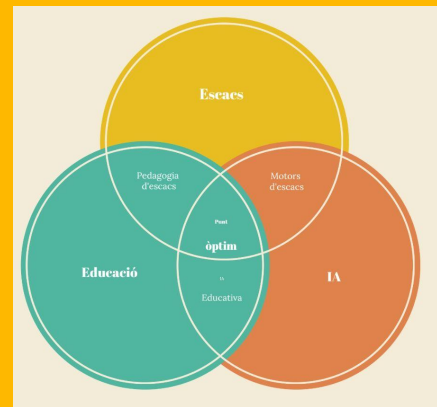 Escacs
Pedagogia
d'escacs
Motors
d'escacs
Punt
òptim
Educació
IA
IA
Educativa